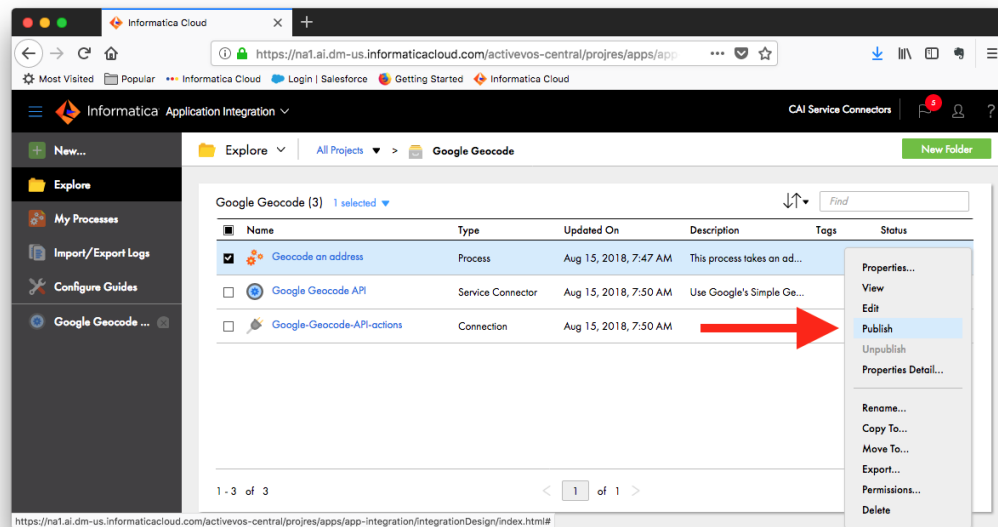 Informatica Cloud
https://na1.ai.dm-us.informaticacloud.com/activevos-central/projres/apps/app-
Most Visited Popular Informatica Cloud Login | Salesforce Getting Started Informatica Cloud
Informatica Application Integration CAI Service Connectors 5 ?
New... Explore All Projects > Google Geocode New Folder
Explore
Google Geocode (3) 1 selected Find
My Processes
Name Type Updated On Description Tags Status
Import/Export Logs
Geocode an address Process Aug 15, 2018, 7:47 AM This process takes an ad...
Configure Guides
Google Geocode API Service Connector Aug 15, 2018, 7:50 AM Use Google's Simple Ge...
Google Geocode ...
Google-Geocode-API-actions Connection Aug 15, 2018, 7:50 AM
Properties...
View
Edit
Publish
Unpublish
Properties Detail...
Rename...
Copy To...
Move To...
Export...
Permissions...
Delete
1 - 3 of 3 < 1 of 1 >
https://na1.ai.dm-us.informaticacloud.com/activevos-central/projres/apps/app-integration/integrationDesign/index.html#